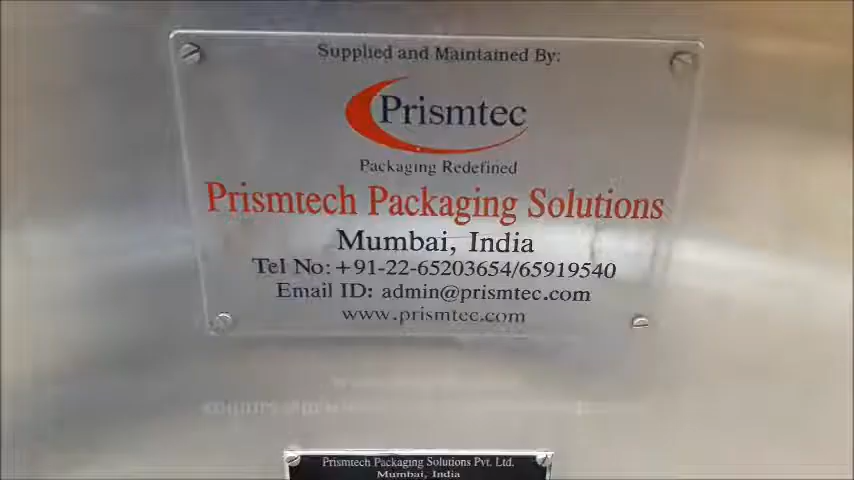 Supplied and Maintained By:
Prismtec
Packaging Redefined
Prismtech Packaging Solutions
Mumbai, India
Tel No: +91-22-65203654/65919540
Email ID: admin@prismtec.com
www.prismtec.com
Prismtech Packaging Solutions Pvt. Ltd.
Mumbai, India